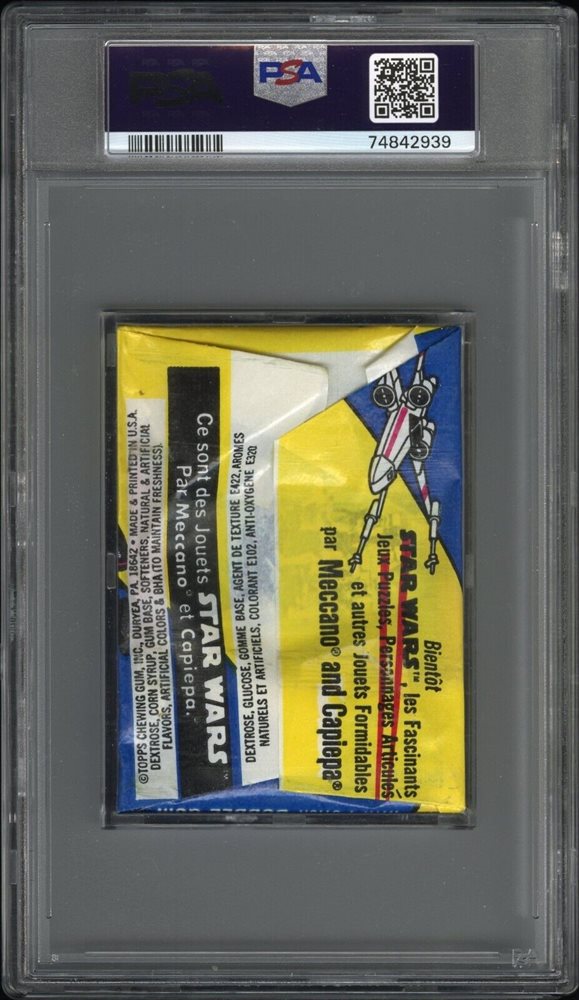 PSA
PSA
74842939
©TOPPS CHEWING GUM, INC., DURYEA, PA. 18642 • MADE & PRINTED IN U.S.A.
DEXTROSE, CORN SYRUP, GUM BASE, SOFTENERS, NATURAL & ARTIFICIAL
FLAVORS, ARTIFICIAL COLORS & BHA (TO MAINTAIN FRESHNESS).
Ce sont des Jouets STAR WARS™
Par Meccano® et Capiepa.
DEXTROSE, GLUCOSE, GOMME BASE, AGENT DE TEXTURE E422, AROMES
NATURELS ET ARTIFICIELS, COLORANT E102, ANTI-OXYGENE E320
Bientôt
STAR WARS™, les Fascinants
Jeux Puzzles, Personnages Articulés
et autres Jouets Formidables
par Meccano® and Capiepa®